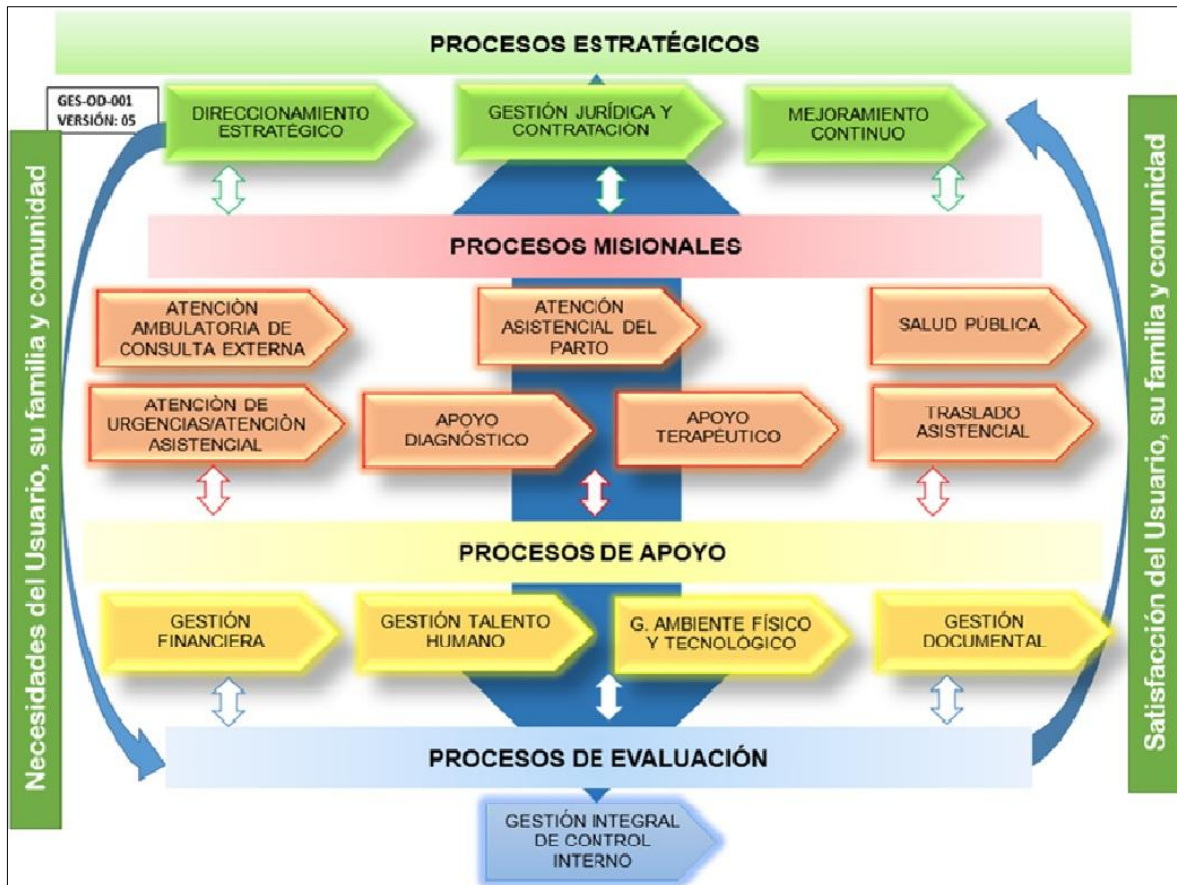 PROCESOS ESTRATÉGICOS
GES-OD-001
VERSIÓN: 05
DIRECCIONAMIENTO
ESTRATÉGICO
GESTIÓN JURÍDICA Y
CONTRATACIÓN
MEJORAMIENTO
CONTINUO
Necesidades del Usuario, su familia y comunidad
Satisfacción del Usuario, su familia y comunidad
PROCESOS MISIONALES
ATENCIÒN
AMBULATORIA DE
CONSULTA EXTERNA
ATENCIÓN
ASISTENCIAL DEL
PARTO
SALUD PÚBLICA
ATENCIÒN DE
URGENCIAS/ATENCIÒN
ASISTENCIAL
APOYO
DIAGNÓSTICO
APOYO
TERAPÉUTICO
TRASLADO
ASISTENCIAL
PROCESOS DE APOYO
GESTIÓN
FINANCIERA
GESTIÓN TALENTO
HUMANO
G. AMBIENTE FÍSICO
Y TECNOLÓGICO
GESTIÓN
DOCUMENTAL
PROCESOS DE EVALUACIÓN
GESTIÓN INTEGRAL
DE CONTROL
INTERNO